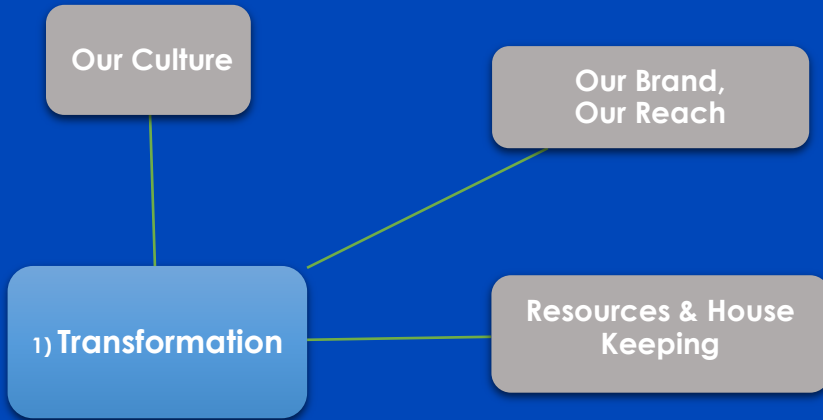 Our Culture
Our Brand,
Our Reach
1) Transformation
Resources & House
Keeping